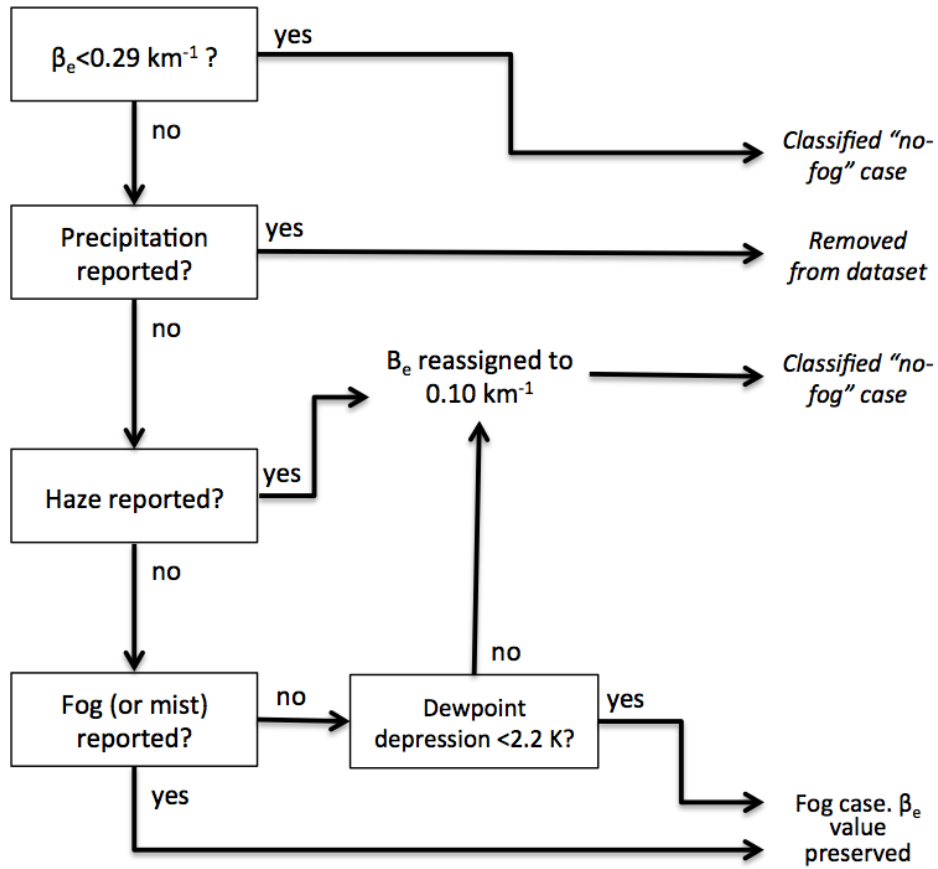 βₑ<0.29 km⁻¹ ?
yes
no
Classified “no-
fog” case
Precipitation
reported?
yes
Removed
from dataset
no
Bₑ reassigned to
0.10 km⁻¹
Classified “no-
fog” case
Haze reported?
yes
no
no
Fog (or mist)
reported?
no
Dewpoint
depression <2.2 K?
yes
yes
Fog case. βₑ
value
preserved